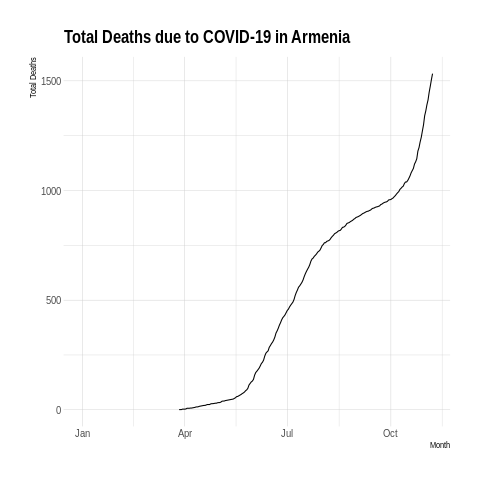 Total Deaths due to COVID-19 in Armenia
Total Deaths
1500
1000
500
0
Jan Apr Jul Oct
Month